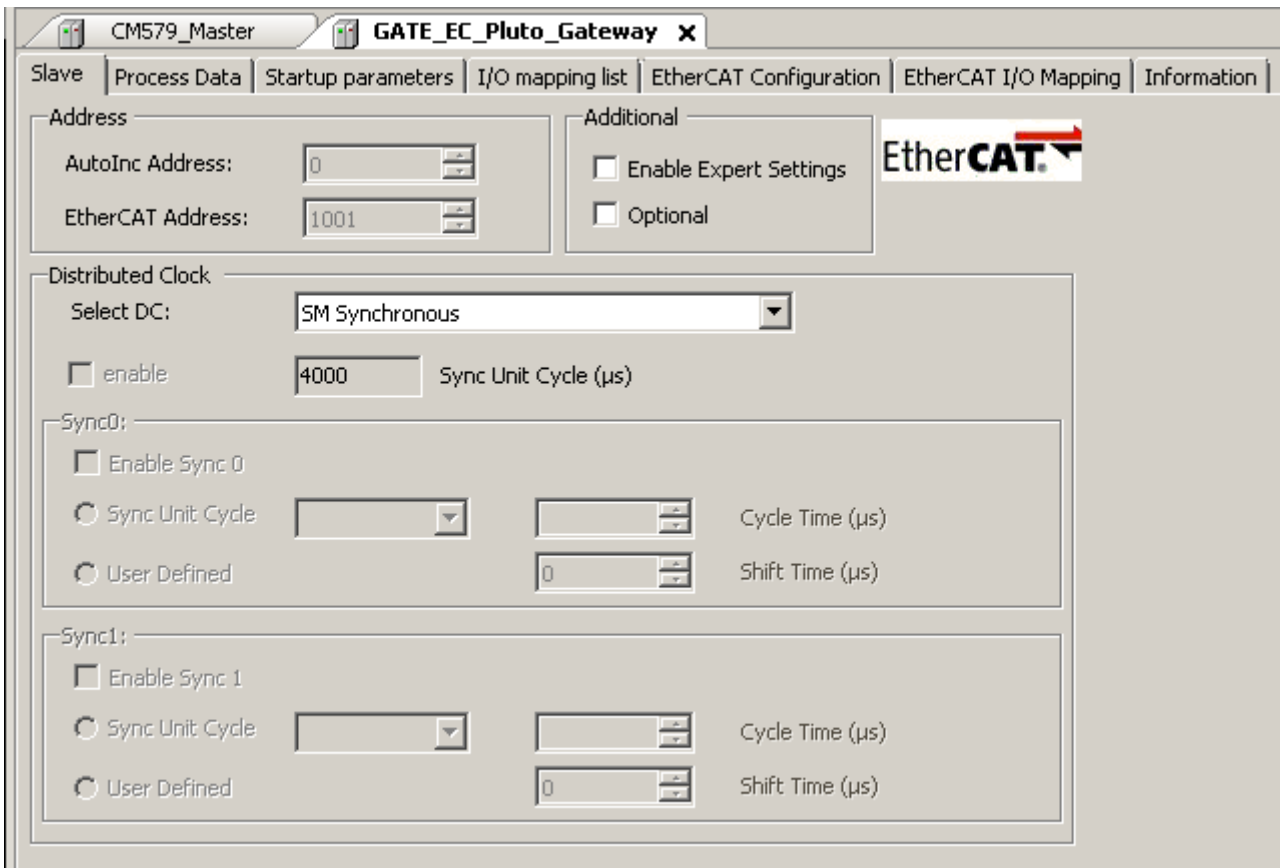 CM579_Master GATE_EC_Pluto_Gateway x
Slave Process Data Startup parameters I/O mapping list EtherCAT Configuration EtherCAT I/O Mapping Information
Address Additional
AutoInc Address: 0 Enable Expert Settings EtherCAT.
EtherCAT Address: 1001 Optional
Distributed Clock
Select DC: SM Synchronous
enable 4000 Sync Unit Cycle (µs)
Sync0:
Enable Sync 0
Sync Unit Cycle Cycle Time (µs)
User Defined 0 Shift Time (µs)
Sync1:
Enable Sync 1
Sync Unit Cycle Cycle Time (µs)
User Defined 0 Shift Time (µs)